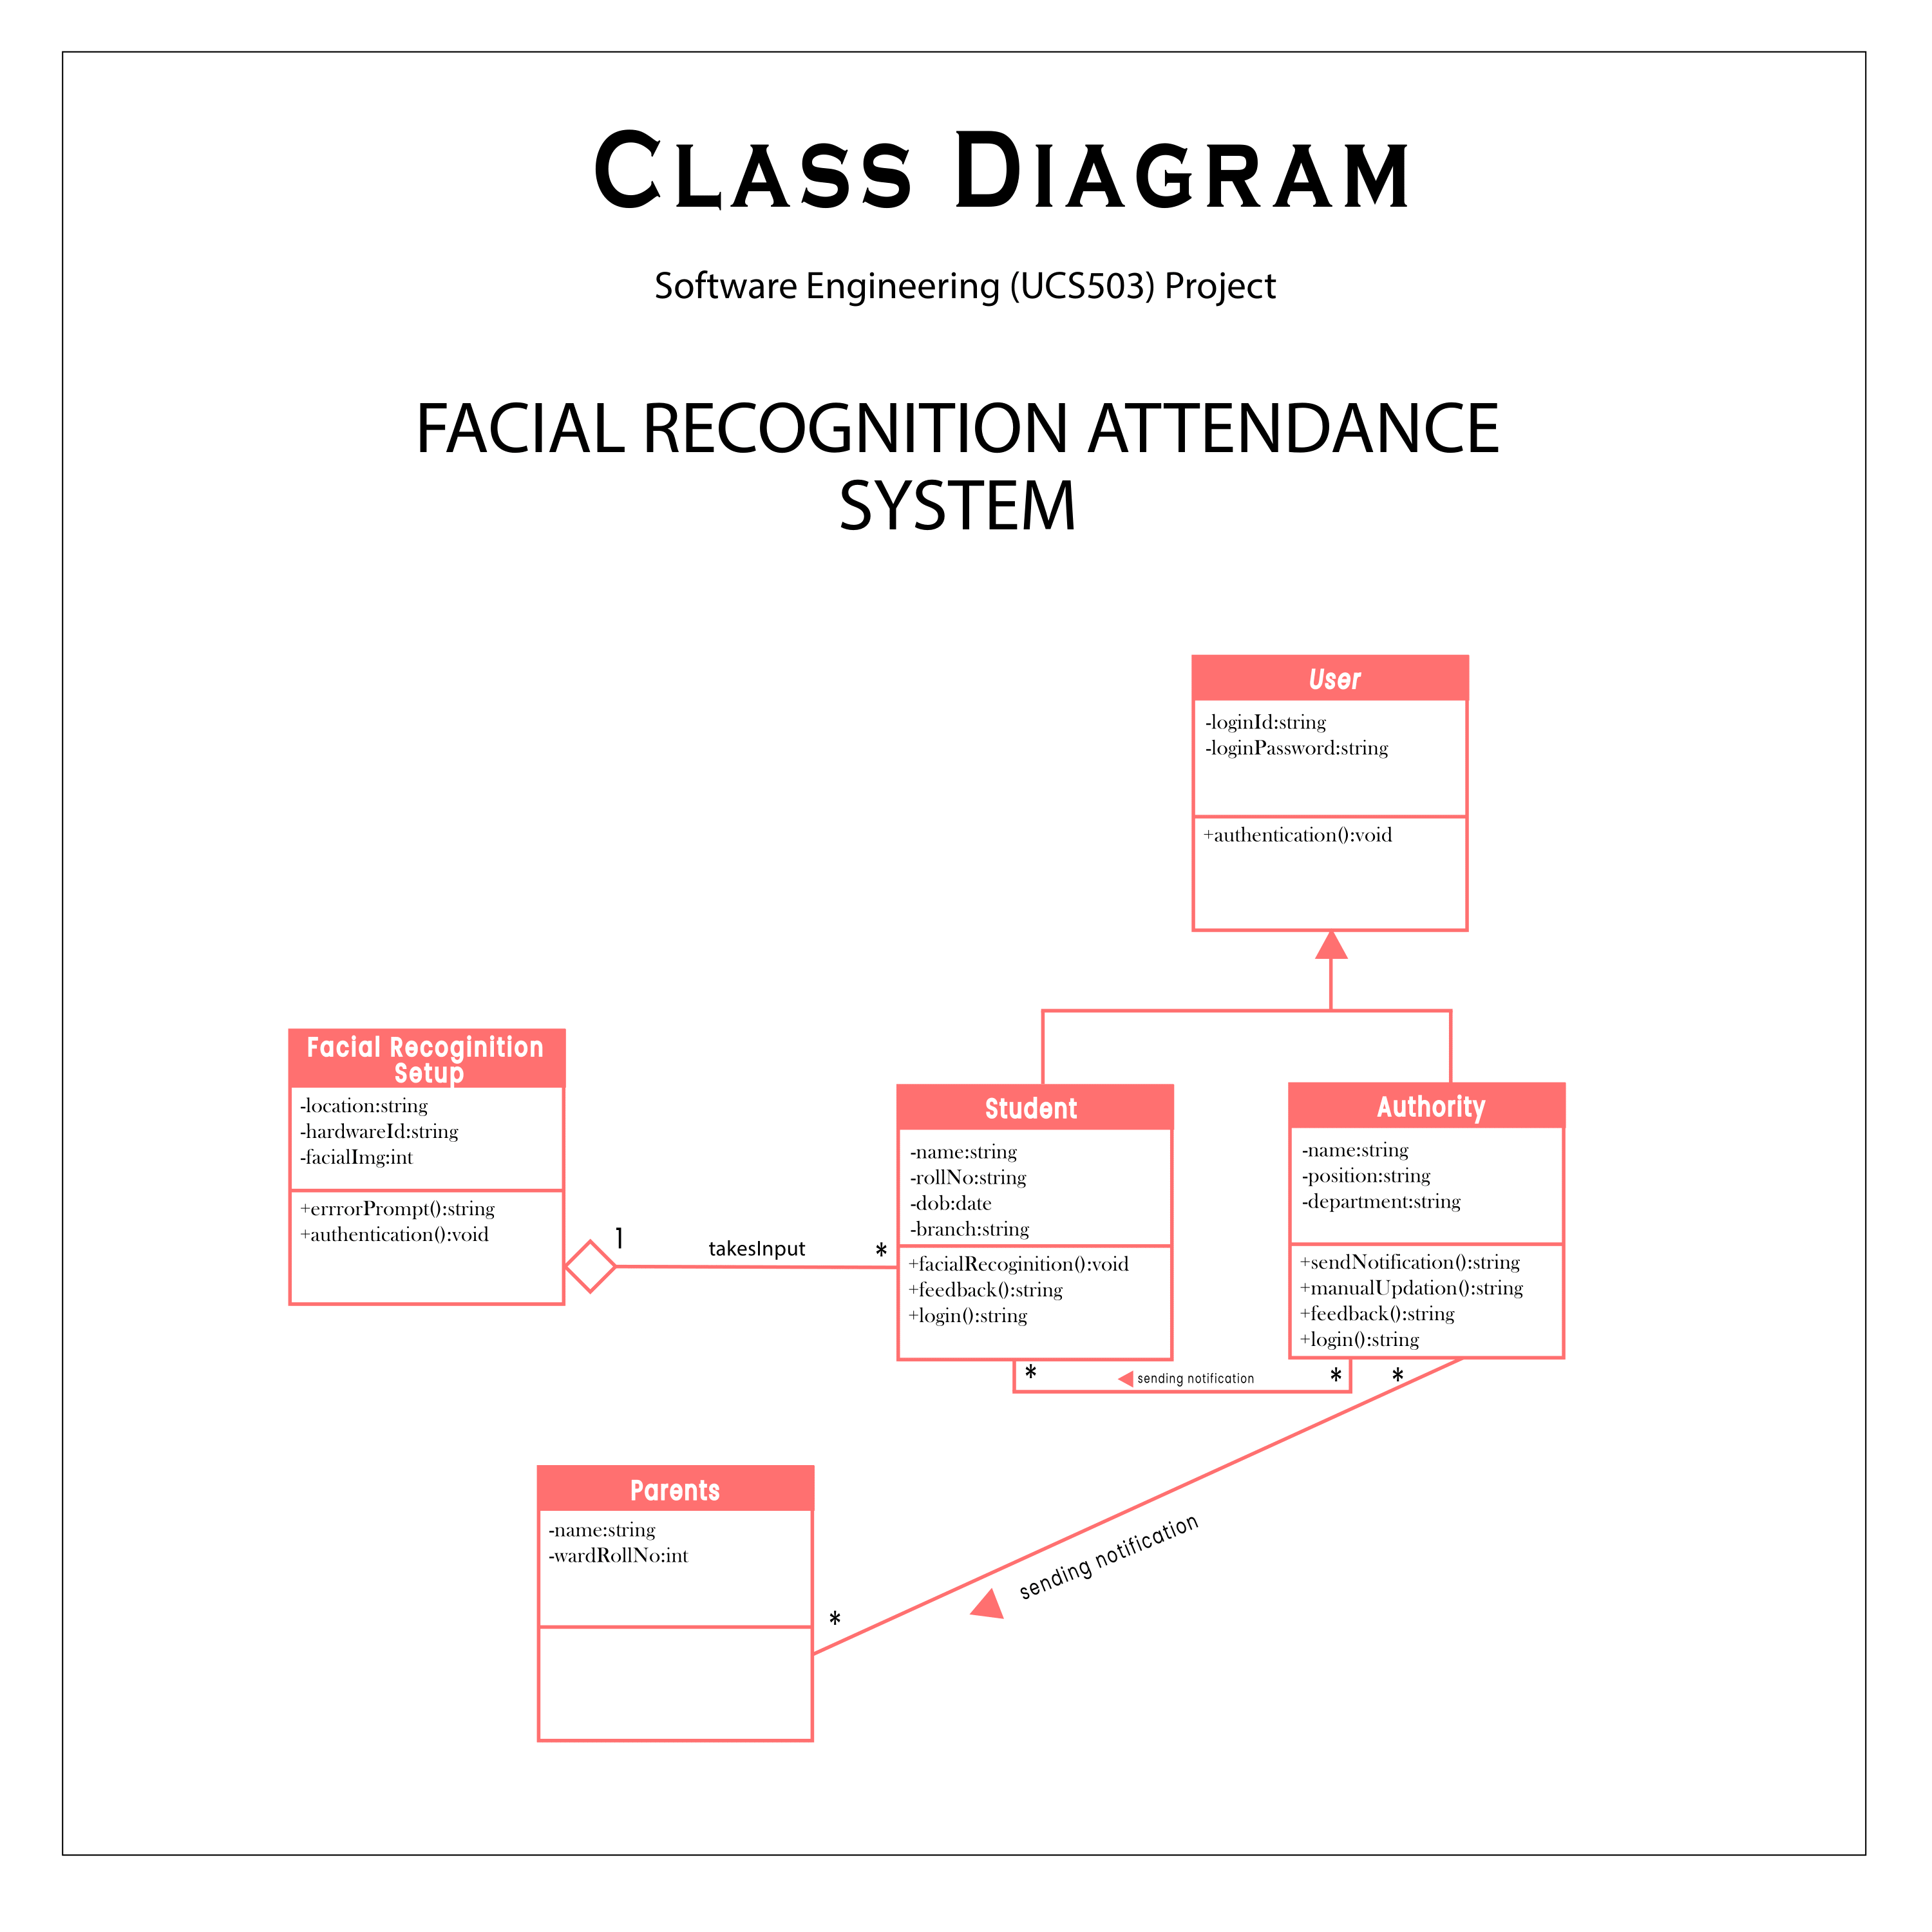 CLASS DIAGRAM
Software Engineering (UCS503) Project
FACIAL RECOGNITION ATTENDANCE
SYSTEM
User
-loginId:string
-loginPassword:string
+authentication():void
Facial Recoginition
Setup
-location:string
-hardwareId:string
-facialImg:int
+errrorPrompt():string
+authentication():void
1
takesInput
*
Student
-name:string
-rollNo:string
-dob:date
-branch:string
+facialRecoginition():void
+feedback():string
+login():string
Authority
-name:string
-position:string
-department:string
+sendNotification():string
+manualUpdation():string
+feedback():string
+login():string
*
sending notification
*
*
Parents
-name:string
-wardRollNo:int
*
sending notification